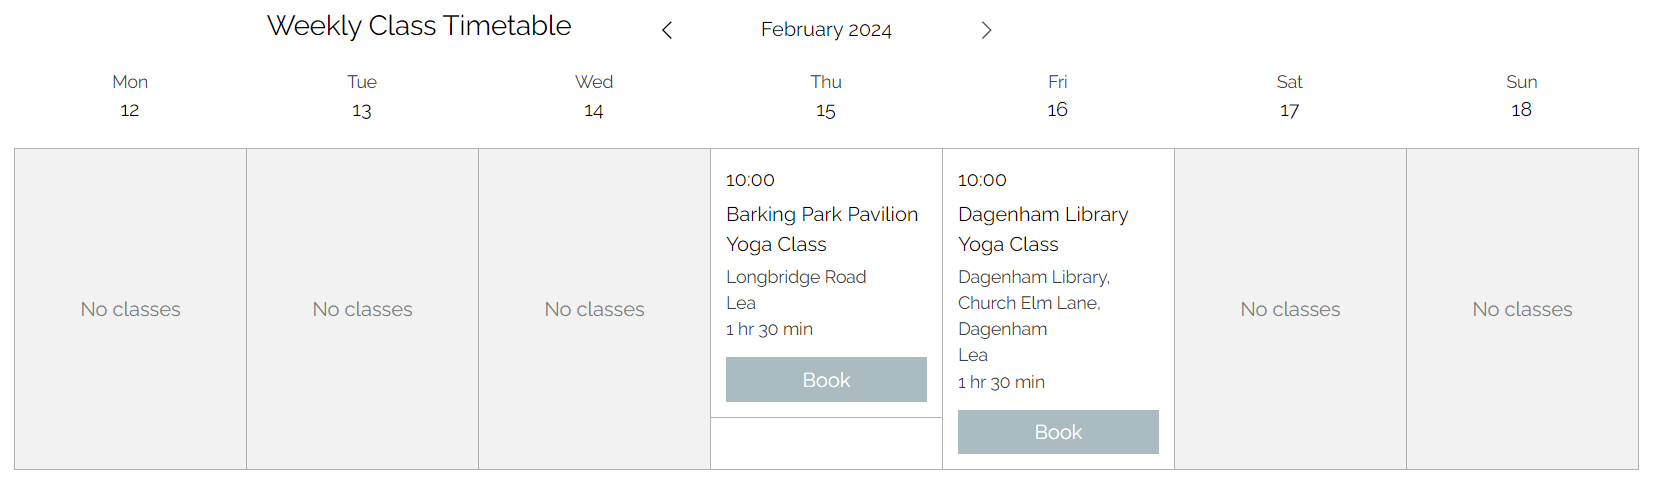 Weekly Class Timetable
February 2024
Mon
12
Tue
13
Wed
14
Thu
15
Fri
16
Sat
17
Sun
18
No classes
No classes
No classes
10:00
Barking Park Pavilion
Yoga Class
Longbridge Road
Lea
1 hr 30 min
Book
10:00
Dagenham Library
Yoga Class
Dagenham Library,
Church Elm Lane,
Dagenham
Lea
1 hr 30 min
Book
No classes
No classes